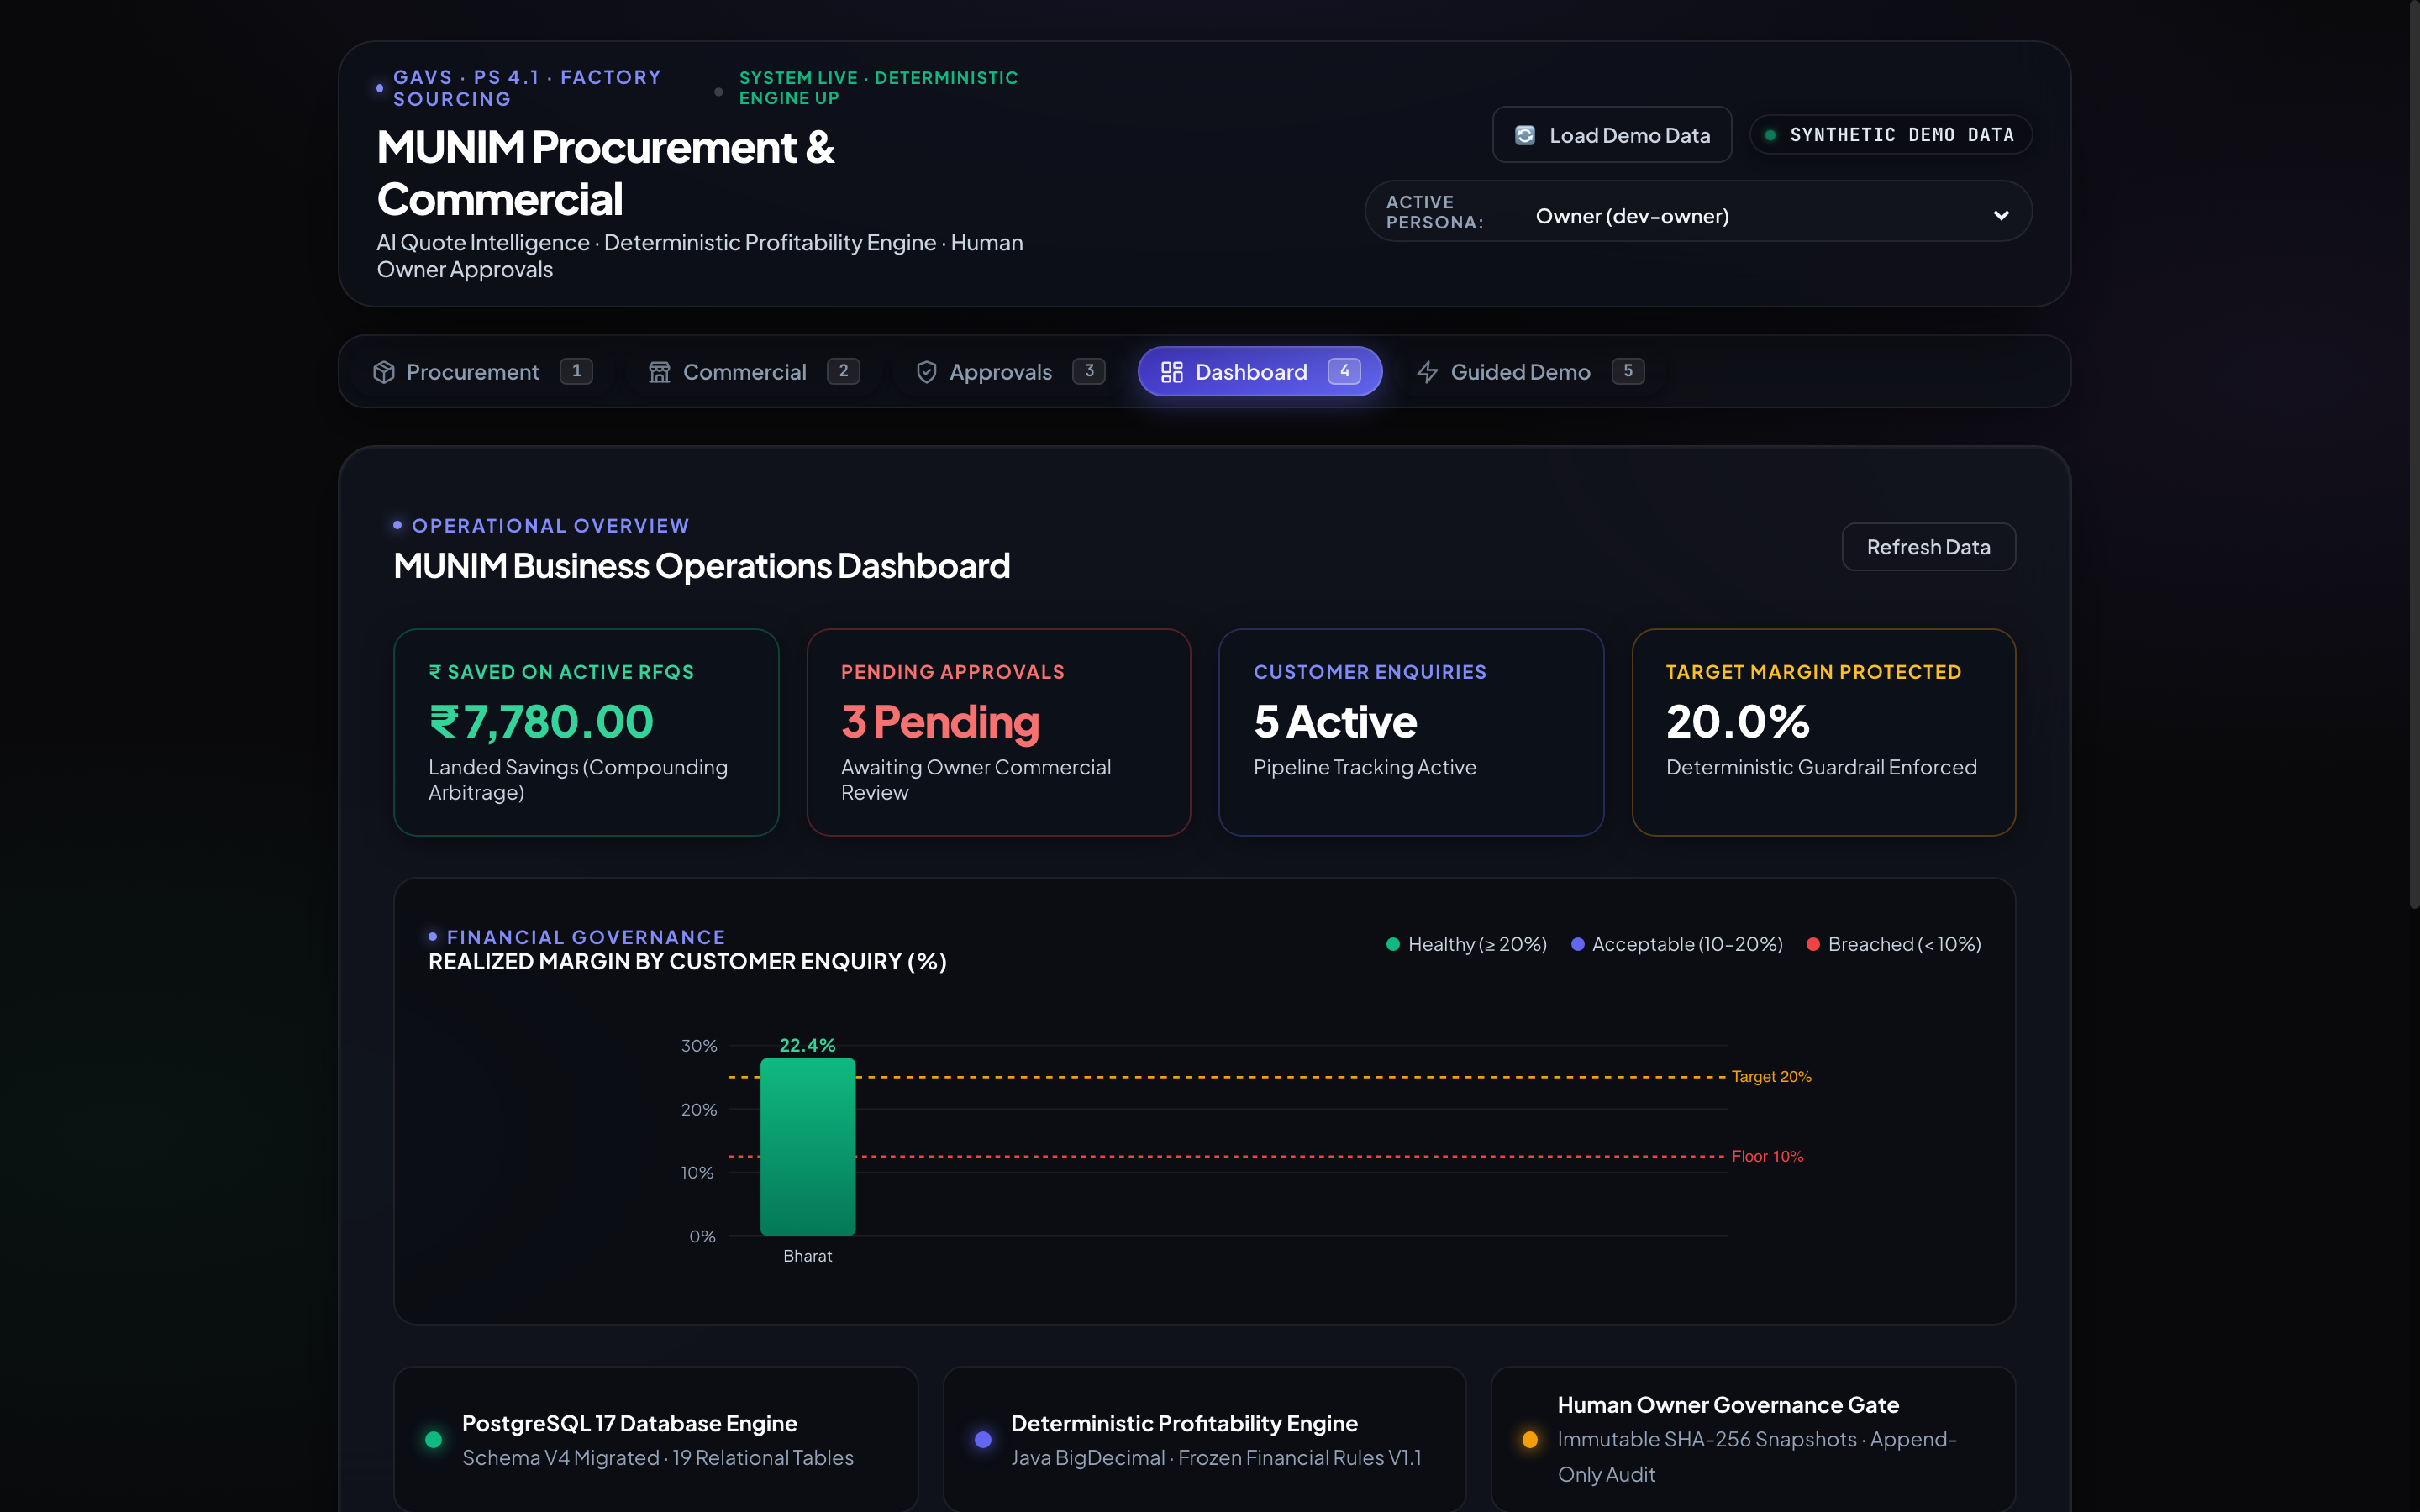 GAVS · PS 4.1 · FACTORY
SOURCING
SYSTEM LIVE · DETERMINISTIC
ENGINE UP
MUNIM Procurement &
Commercial
AI Quote Intelligence · Deterministic Profitability Engine · Human
Owner Approvals
Load Demo Data
SYNTHETIC DEMO DATA
ACTIVE
PERSONA:
Owner (dev-owner)
Procurement 1
Commercial 2
Approvals 3
Dashboard 4
Guided Demo 5
OPERATIONAL OVERVIEW
MUNIM Business Operations Dashboard
Refresh Data
₹ SAVED ON ACTIVE RFQS
₹ 7,780.00
Landed Savings (Compounding
Arbitrage)
PENDING APPROVALS
3 Pending
Awaiting Owner Commercial
Review
CUSTOMER ENQUIRIES
5 Active
Pipeline Tracking Active
TARGET MARGIN PROTECTED
20.0%
Deterministic Guardrail Enforced
FINANCIAL GOVERNANCE
REALIZED MARGIN BY CUSTOMER ENQUIRY (%)
Healthy (≥ 20%)
Acceptable (10–20%)
Breached (< 10%)
30%
22.4%
Target 20%
20%
Floor 10%
10%
0%
Bharat
PostgreSQL 17 Database Engine
Schema V4 Migrated · 19 Relational Tables
Deterministic Profitability Engine
Java BigDecimal · Frozen Financial Rules V1.1
Human Owner Governance Gate
Immutable SHA-256 Snapshots · Append-
Only Audit